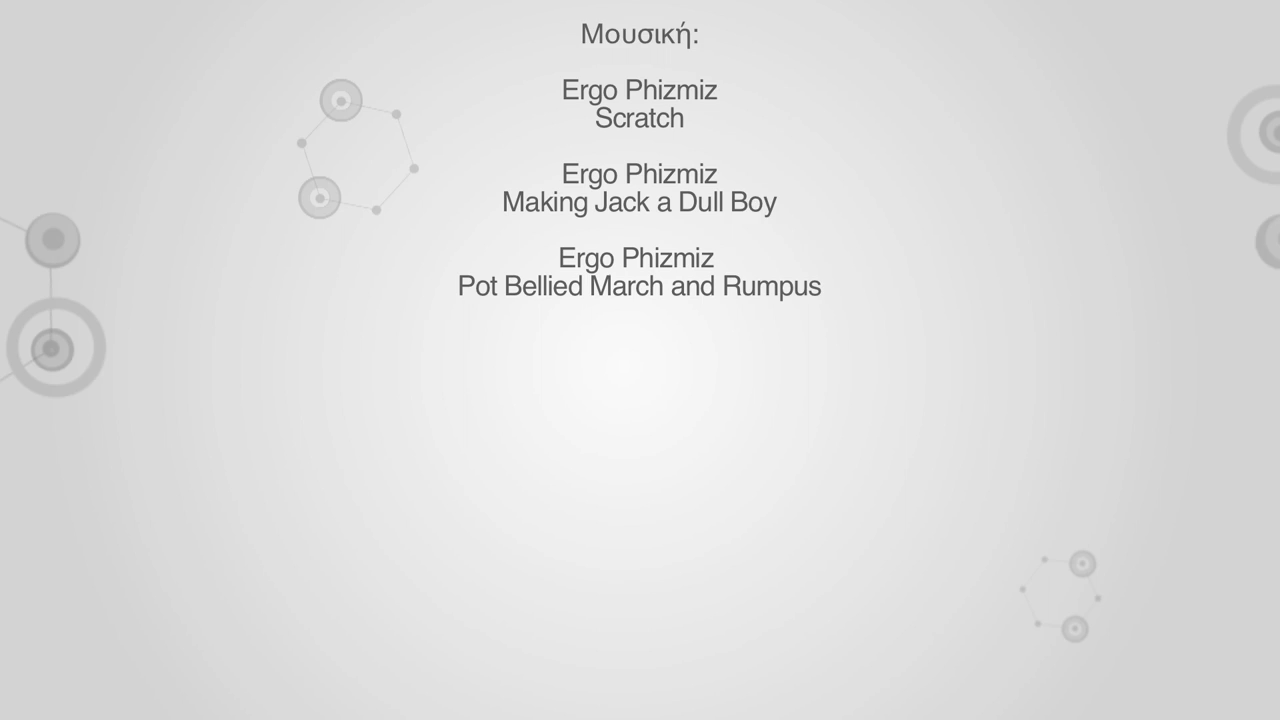 Μουσική:
Ergo Phizmiz
Scratch
Ergo Phizmiz
Making Jack a Dull Boy
Ergo Phizmiz
Pot Bellied March and Rumpus